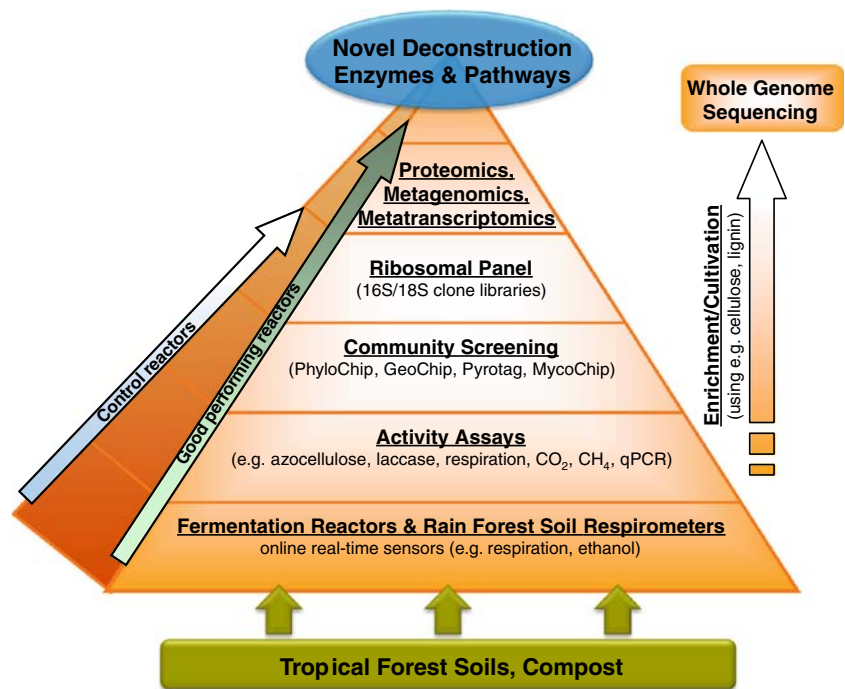 Novel Deconstruction
Enzymes & Pathways
Whole Genome
Sequencing
Proteomics,
Metagenomics,
Metatranscriptomics
Ribosomal Panel
(16S/18S clone libraries)
Community Screening
(PhyloChip, GeoChip, Pyrotag, MycoChip)
Activity Assays
(e.g. azocellulose, laccase, respiration, CO₂, CH₄, qPCR)
Fermentation Reactors & Rain Forest Soil Respirometers
online real-time sensors (e.g. respiration, ethanol)
Control reactors
Good performing reactors
Enrichment/Cultivation
(using e.g. cellulose, lignin)
Tropical Forest Soils, Compost